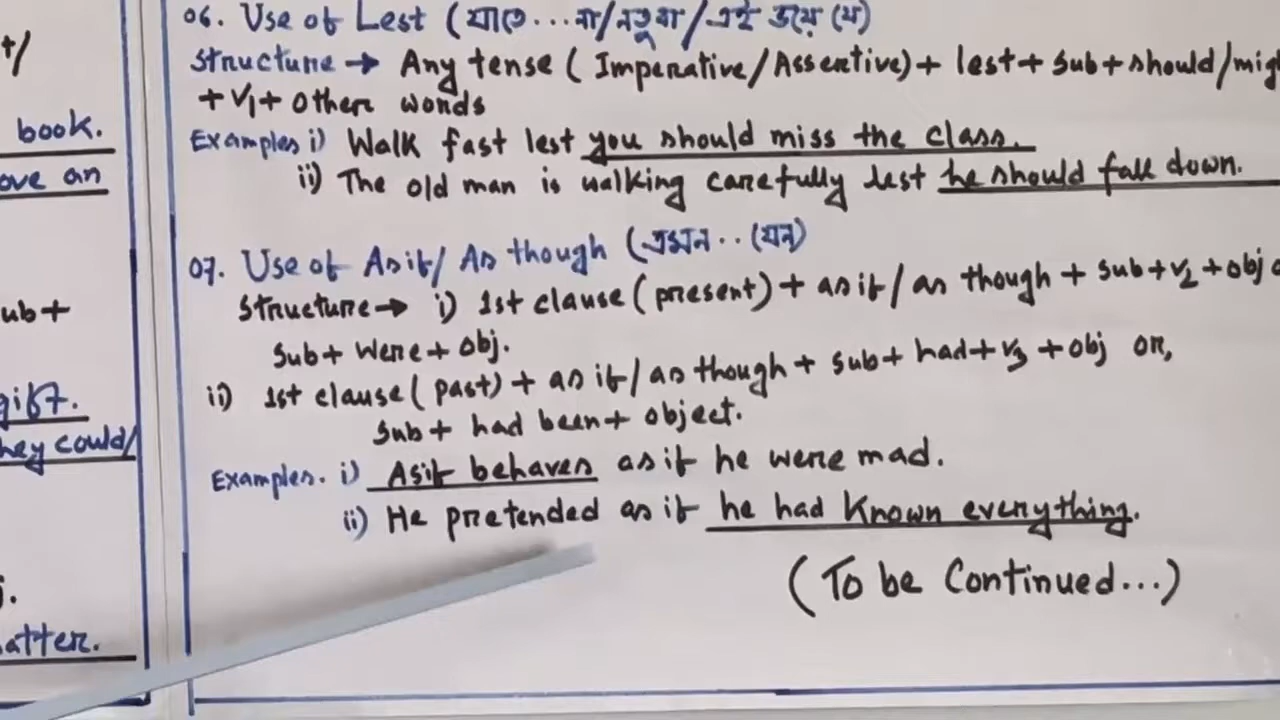 t/
book.
ove an
ub+
gift.
hey could/
.
atter.
06. Use of Lest (যাতে...না/নতুবা/এই ভয়ে যে)
Structure → Any tense (Imperative/Assertive) + lest + sub + should/mig
+ V1 + Other words
Examples i) Walk fast lest you should miss the class.
ii) The old man is walking carefully lest he should fall down.
07. Use of As if/ As though (এমন..যেন)
Structure → i) 1st clause (present) + as if/as though + sub + V2 + obj o
Sub + were + obj.
ii) 1st clause (past) + as if/as though + sub + had + V3 + obj or,
Sub + had been + object.
Examples. i) Asif behaves as if he were mad.
ii) He pretended as if he had known everything.
(To be Continued...)